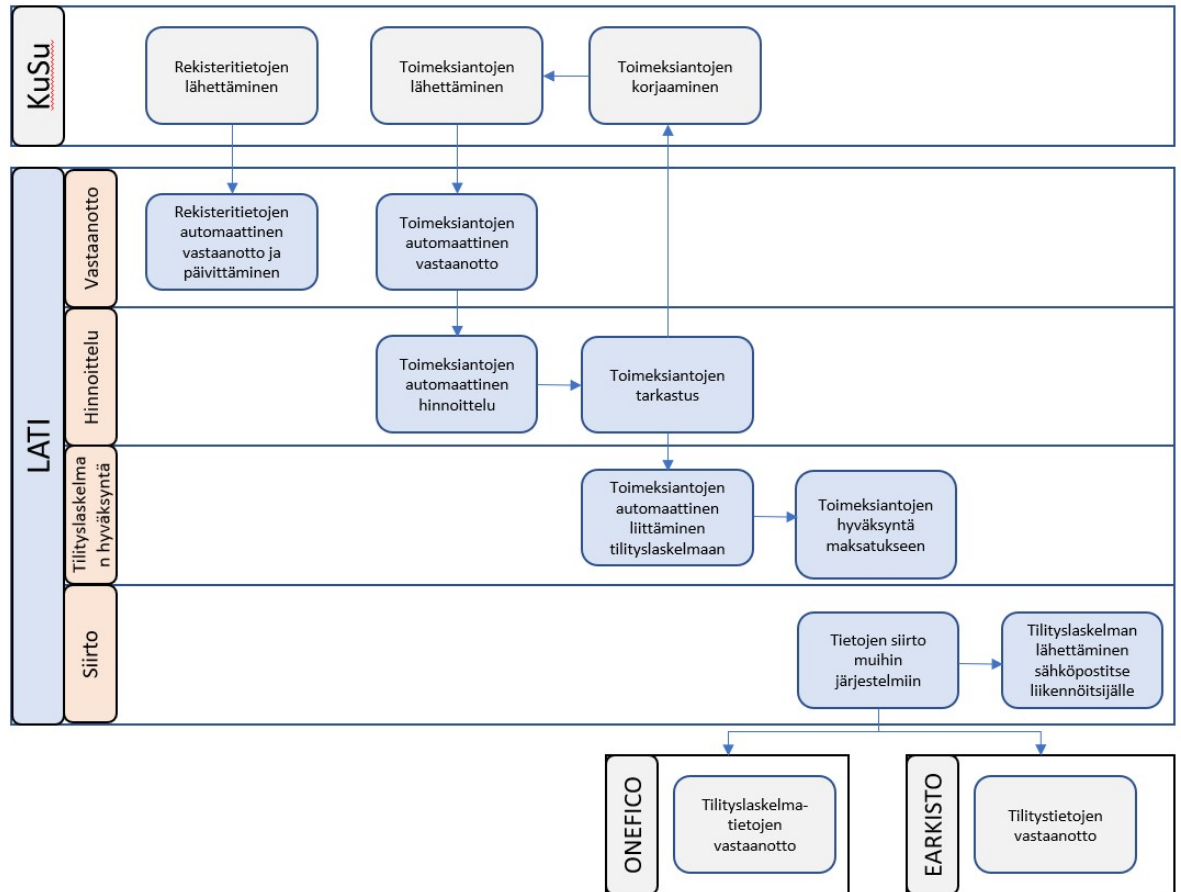 KuSu
Rekisteritietojen
lähettäminen
Toimeksiantojen
lähettäminen
Toimeksiantojen
korjaaminen
LATI
Vastaanotto
Rekisteritietojen
automaattinen
vastaanotto ja
päivittäminen
Toimeksiantojen
automaattinen
vastaanotto
Hinnoittelu
Toimeksiantojen
automaattinen
hinnoittelu
Toimeksiantojen
tarkastus
Tilityslaskelma
n hyväksyntä
Toimeksiantojen
automaattinen
liittäminen
tilityslaskelmaan
Toimeksiantojen
hyväksyntä
maksatukseen
Siirto
Tietojen siirto
muihin
järjestelmiin
Tilityslaskelman
lähettäminen
sähköpostitse
liikennöitsijälle
ONEFICO
Tilityslaskelma-
tietojen
vastaanotto
EARKISTO
Tilitystietojen
vastaanotto